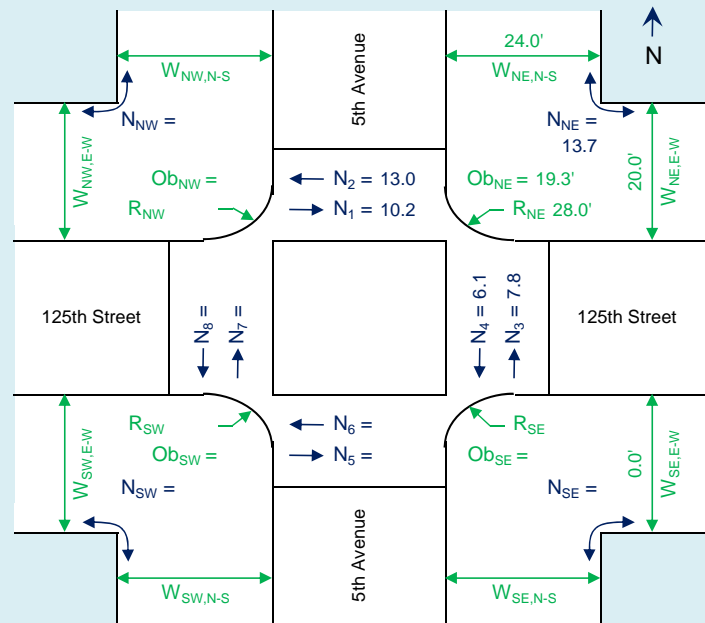 24.0'
N
W_NW,N-S
5th Avenue
W_NE,N-S
N_NW =
N_NE =
13.7
W_NW,E-W
Ob_NW =
N_2 = 13.0
Ob_NE = 19.3'
20.0'
W_NE,E-W
R_NW
N_1 = 10.2
R_NE 28.0'
125th Street
N_8 =
N_7 =
N_4 = 6.1
N_3 = 7.8
125th Street
R_SW
N_6 =
R_SE
W_SW,E-W
Ob_SW =
N_5 =
Ob_SE =
0.0'
W_SE,E-W
N_SW =
N_SE =
5th Avenue
W_SW,N-S
W_SE,N-S